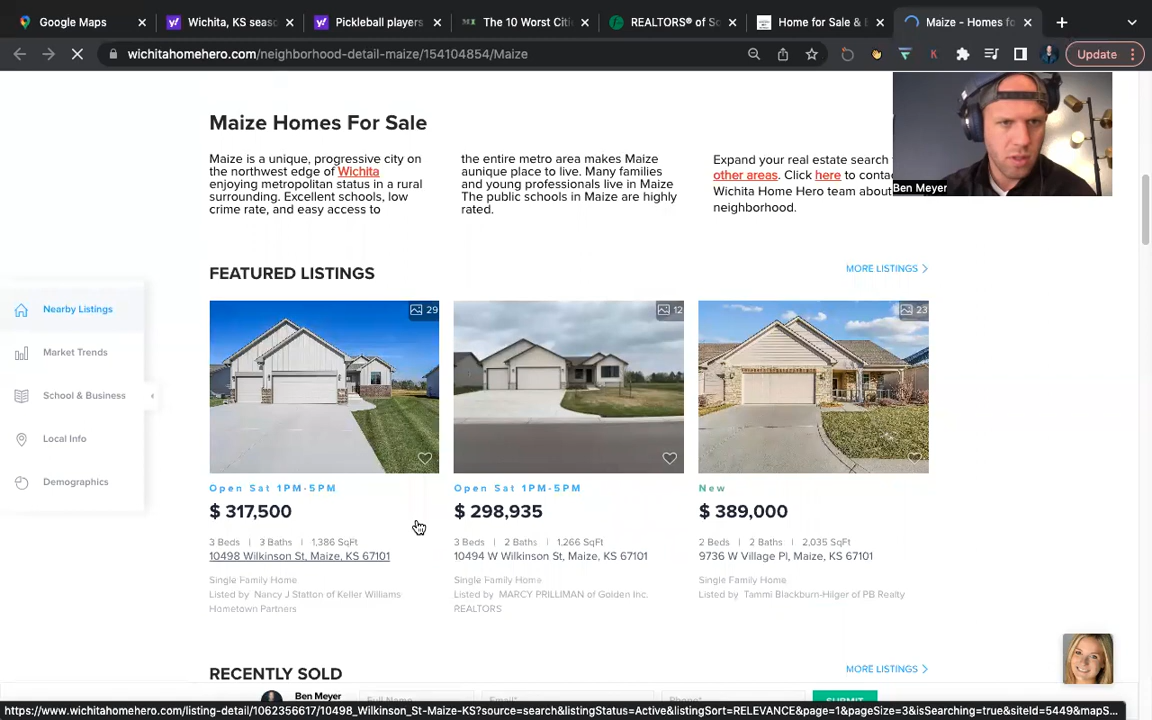 Google Maps
Wichita, KS seas
Pickleball players
The 10 Worst Citi
REALTORS® of So
Home for Sale & I
Maize - Homes fo
wichitahomehero.com/neighborhood-detail-maize/154104854/Maize
Update
Ben Meyer
Maize Homes For Sale
Maize is a unique, progressive city on
the northwest edge of Wichita
enjoying metropolitan status in a rural
surrounding. Excellent schools, low
crime rate, and easy access to
the entire metro area makes Maize
aunique place to live. Many families
and young professionals live in Maize
The public schools in Maize are highly
rated.
Expand your real estate search
other areas. Click here to conta
Wichita Home Hero team about
neighborhood.
FEATURED LISTINGS
MORE LISTINGS
Nearby Listings
Market Trends
School & Business
Local Info
Demographics
29
Open Sat 1PM-5PM
$ 317,500
3 Beds | 3 Baths | 1,386 SqFt
10498 Wilkinson St, Maize, KS 67101
Single Family Home
Listed by Nancy J Statton of Keller Williams
Hometown Partners
12
Open Sat 1PM-5PM
$ 298,935
3 Beds | 2 Baths | 1,266 SqFt
10494 W Wilkinson St, Maize, KS 67101
Single Family Home
Listed by MARCY PRILLIMAN of Golden Inc.
REALTORS
23
New
$ 389,000
2 Beds | 2 Baths | 2,035 SqFt
9736 W Village Pl, Maize, KS 67101
Single Family Home
Listed by Tammi Blackburn-Hilger of PB Realty
RECENTLY SOLD
MORE LISTINGS
Ben Meyer
Full Name
Email*
Phone*
SUBMIT
https://www.wichitahomehero.com/listing-detail/1062356617/10498_Wilkinson_St-Maize-KS?source=search&listingStatus=Active&listingSort=RELEVANCE&page=1&pageSize=3&isSearching=true&siteId=5449&mapS...